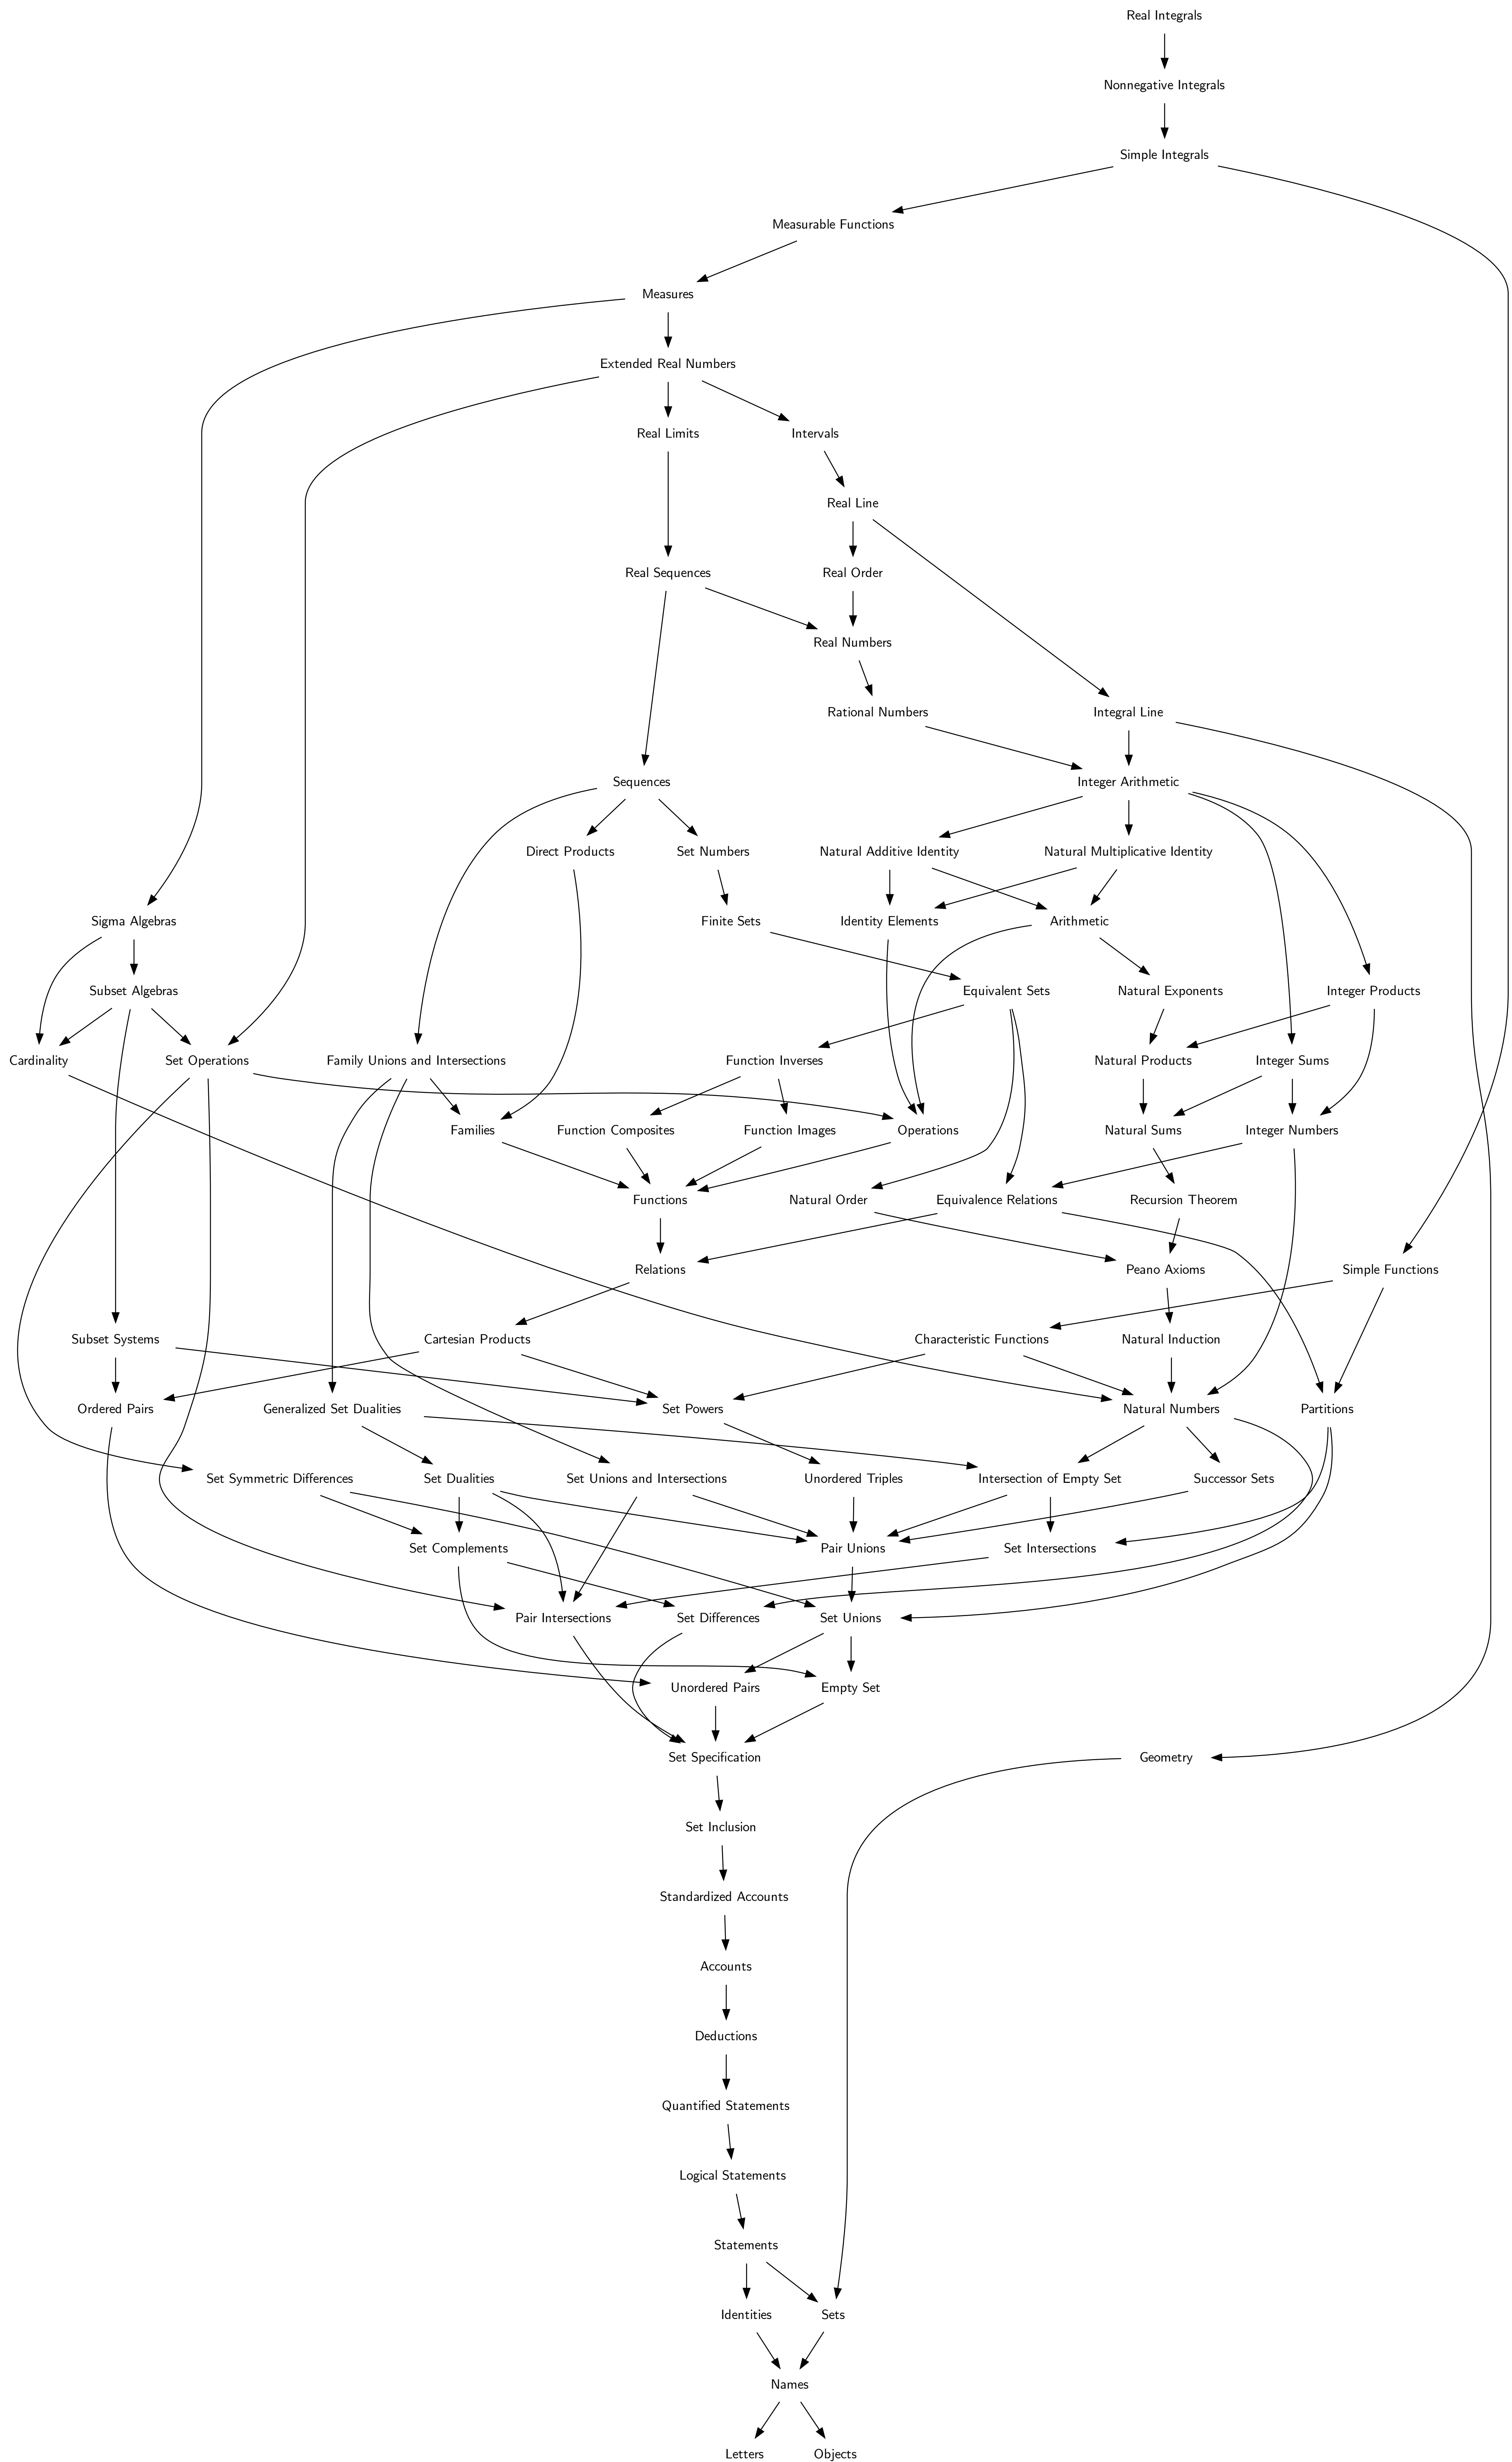 Real Integrals
Nonnegative Integrals
Simple Integrals
Measurable Functions
Measures
Extended Real Numbers
Real Limits
Intervals
Real Line
Real Sequences
Real Order
Real Numbers
Rational Numbers
Integral Line
Sequences
Integer Arithmetic
Direct Products
Set Numbers
Natural Additive Identity
Natural Multiplicative Identity
Sigma Algebras
Finite Sets
Identity Elements
Arithmetic
Subset Algebras
Equivalent Sets
Natural Exponents
Integer Products
Cardinality
Set Operations
Family Unions and Intersections
Function Inverses
Natural Products
Integer Sums
Families
Function Composites
Function Images
Operations
Natural Sums
Integer Numbers
Functions
Natural Order
Equivalence Relations
Recursion Theorem
Relations
Peano Axioms
Simple Functions
Subset Systems
Cartesian Products
Characteristic Functions
Natural Induction
Ordered Pairs
Generalized Set Dualities
Set Powers
Natural Numbers
Partitions
Set Symmetric Differences
Set Dualities
Set Unions and Intersections
Unordered Triples
Intersection of Empty Set
Successor Sets
Set Complements
Pair Unions
Set Intersections
Pair Intersections
Set Differences
Set Unions
Unordered Pairs
Empty Set
Set Specification
Geometry
Set Inclusion
Standardized Accounts
Accounts
Deductions
Quantified Statements
Logical Statements
Statements
Identities
Sets
Names
Letters
Objects